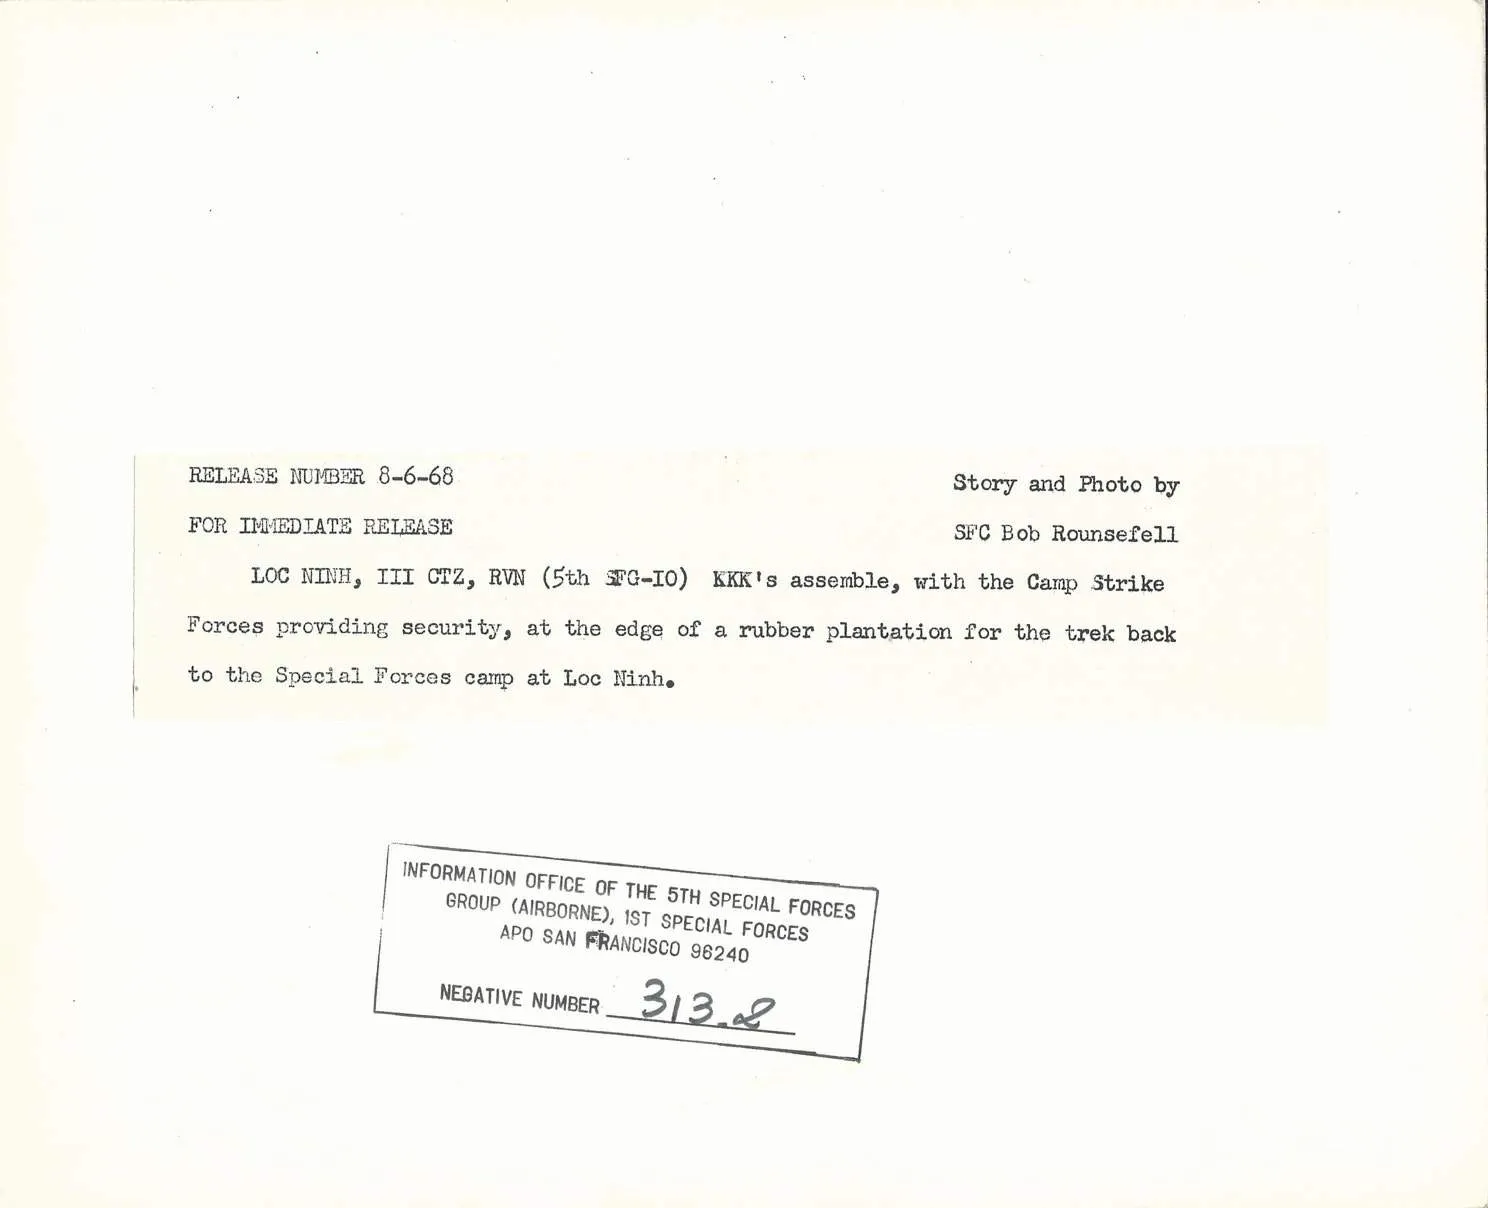 RELEASE NUMBER 8-6-68
Story and Photo by
FOR IMMEDIATE RELEASE
SFC Bob Rounsefell
LOC NINH, III CTZ, RVN (5th SFG-IO) KKK's assemble, with the Camp Strike
Forces providing security, at the edge of a rubber plantation for the trek back
to the Special Forces camp at Loc Ninh.
INFORMATION OFFICE OF THE 5TH SPECIAL FORCES
GROUP (AIRBORNE), 1ST SPECIAL FORCES
APO SAN FRANCISCO 96240
NEGATIVE NUMBER 313-2